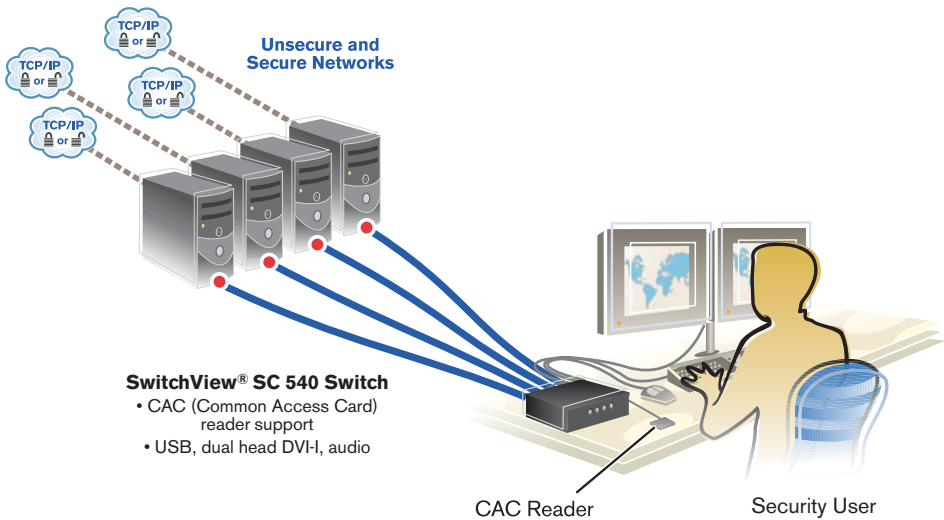 TCP/IP
or
TCP/IP
or
TCP/IP
or
TCP/IP
or
Unsecure and
Secure Networks
SwitchView® SC 540 Switch
• CAC (Common Access Card)
reader support
• USB, dual head DVI-I, audio
CAC Reader
Security User